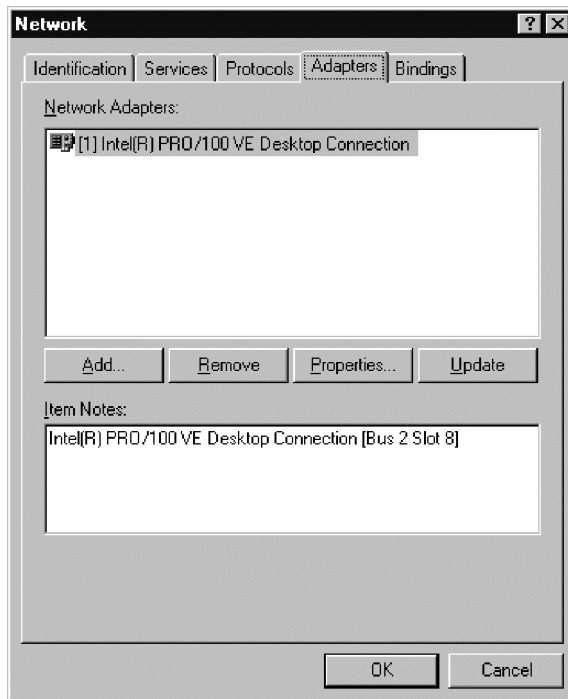 Network
Identification Services Protocols Adapters Bindings
Network Adapters:
[1] Intel(R) PRO/100 VE Desktop Connection
Add... Remove Properties... Update
Item Notes:
Intel(R) PRO/100 VE Desktop Connection [Bus 2 Slot 8]
OK Cancel